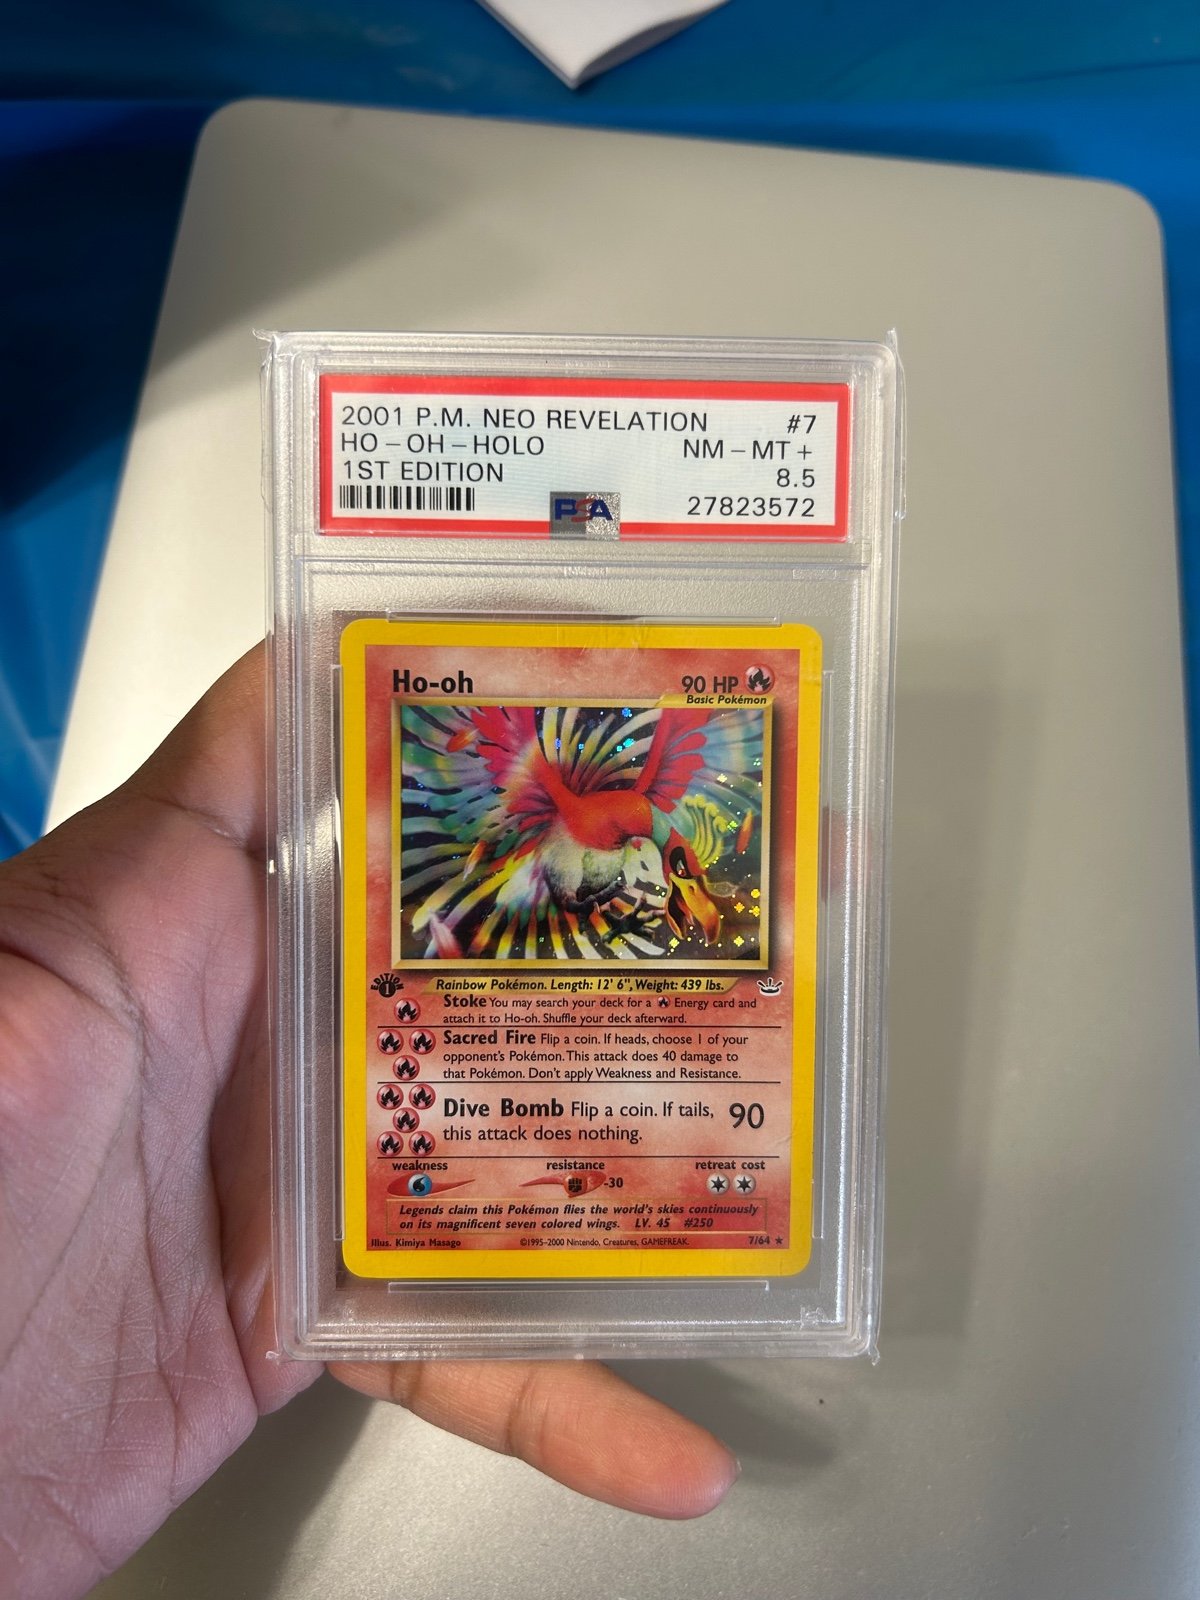 2001 P.M. NEO REVELATION #7
HO-OH-HOLO NM-MT+
1ST EDITION 8.5
PSA 27823572
Ho-oh 90 HP
Basic Pokémon
EDITION 1
Rainbow Pokémon. Length: 12' 6", Weight: 439 lbs.
Stoke You may search your deck for a Energy card and
attach it to Ho-oh. Shuffle your deck afterward.
Sacred Fire Flip a coin. If heads, choose 1 of your
opponent's Pokémon. This attack does 40 damage to
that Pokémon. Don't apply Weakness and Resistance.
Dive Bomb Flip a coin. If tails, 90
this attack does nothing.
weakness resistance retreat cost
-30
Legends claim this Pokémon flies the world's skies continuously
on its magnificent seven colored wings. LV. 45 #250
Illus. Kimiya Masago ©1995-2000 Nintendo, Creatures, GAMEFREAK. 7/64 ★